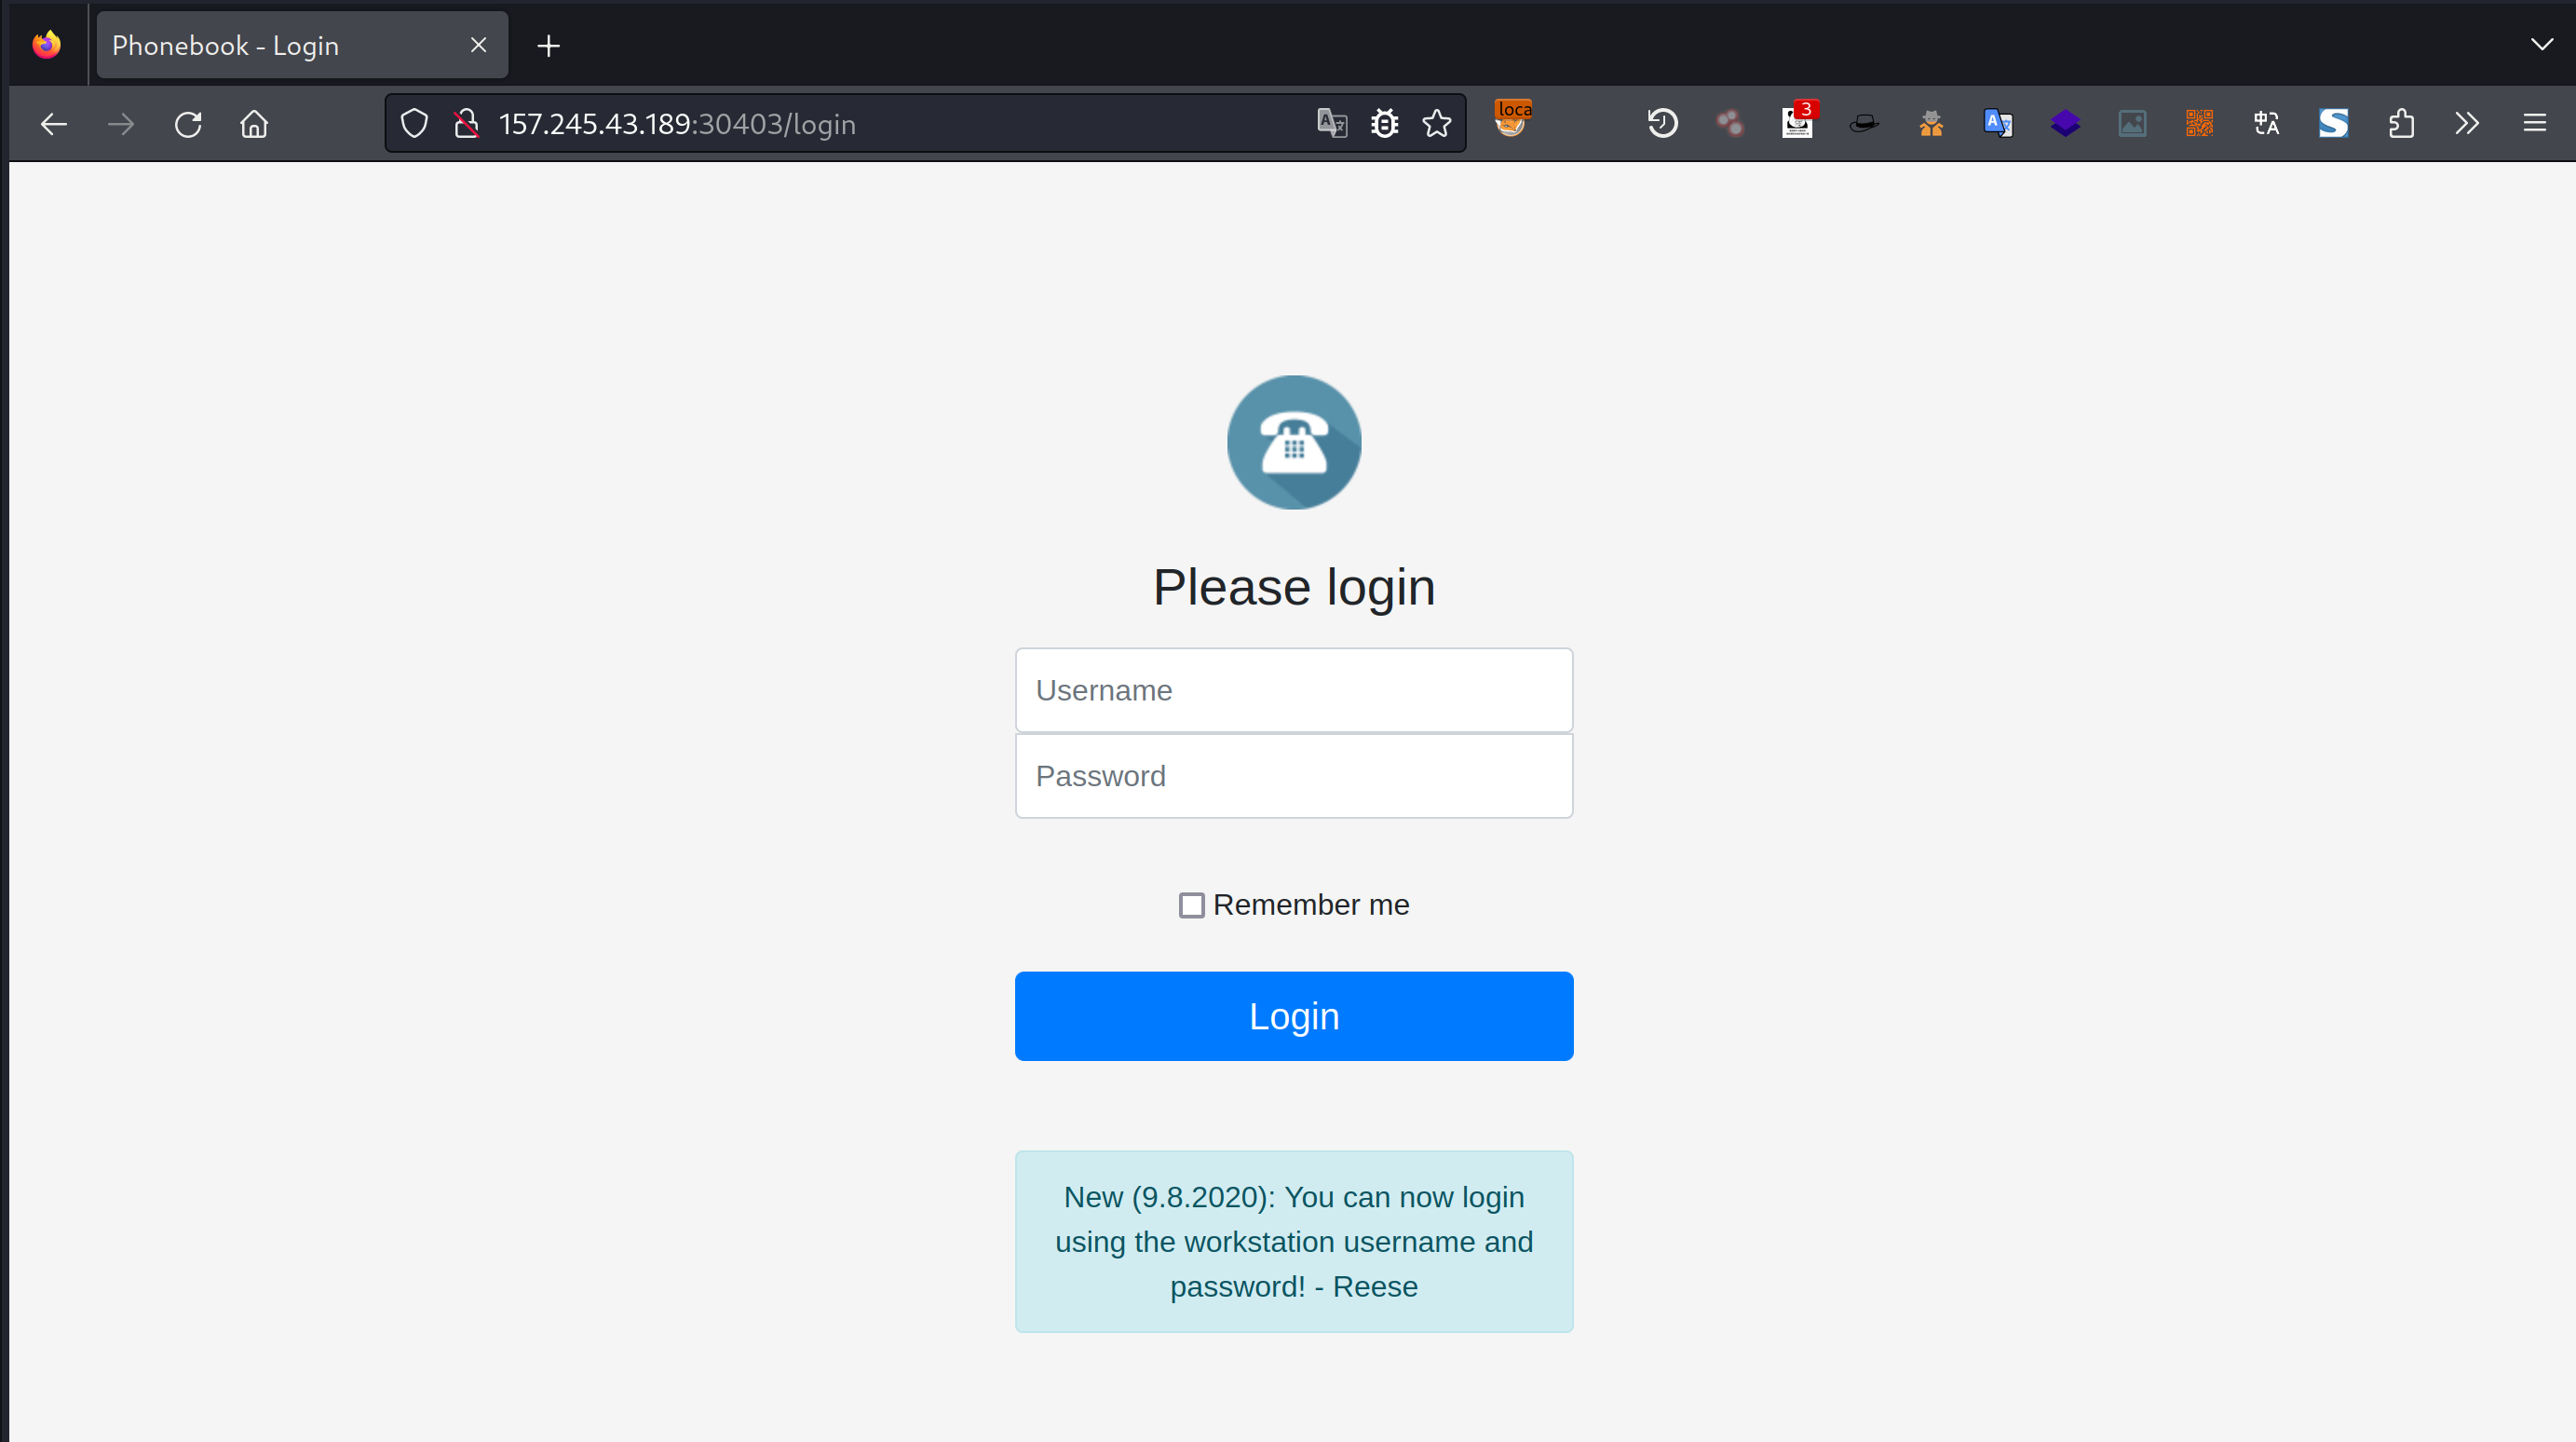 Phonebook - Login
157.245.43.189:30403/login
loca
3
Please login
Username
Password
Remember me
Login
New (9.8.2020): You can now login
using the workstation username and
password! - Reese